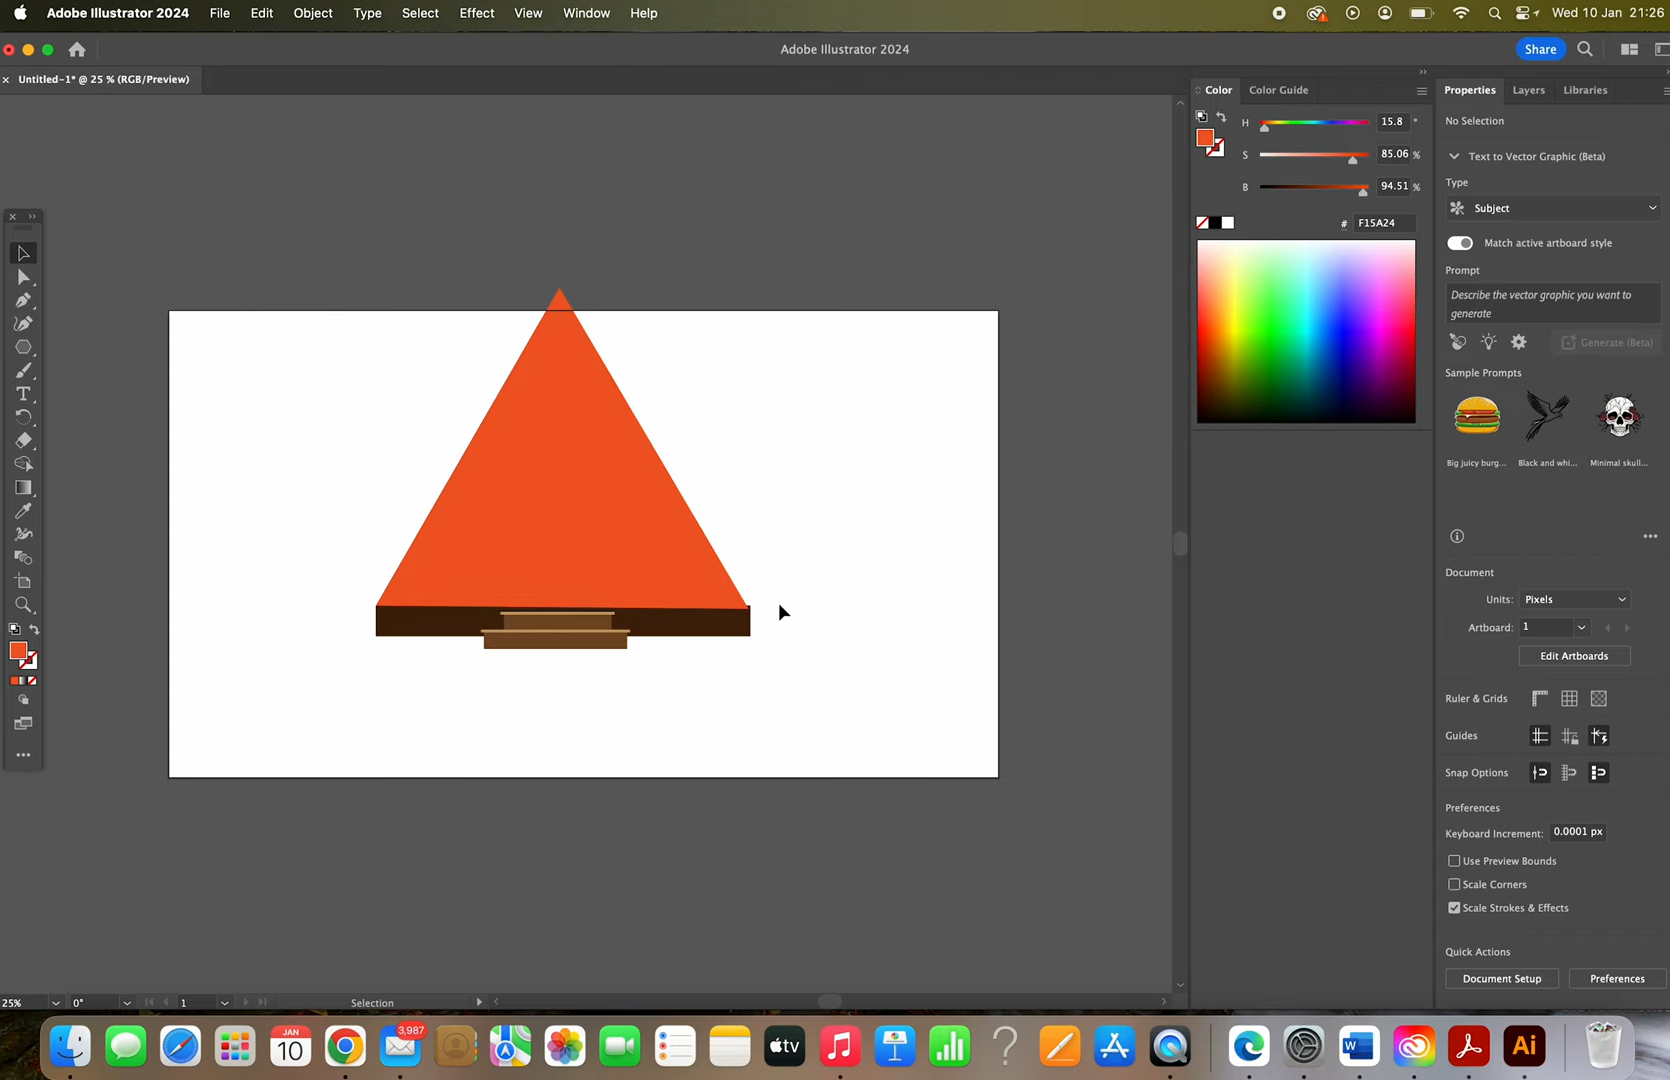 Adobe Illustrator 2024 File Edit Object Type Select Effect View Window Help Wed 10 Jan 21:26
Adobe Illustrator 2024 Share
× Untitled-1* @ 25 % (RGB/Preview)
Color Color Guide
H 15.8 °
S 85.06 %
B 94.51 %
# F15A24
Properties Layers Libraries
No Selection
Text to Vector Graphic (Beta)
Type
Subject
Match active artboard style
Prompt
Describe the vector graphic you want to
generate
Generate (Beta)
Sample Prompts
Big juicy burg... Black and whi... Minimal skull...
Document
Units: Pixels
Artboard: 1
Edit Artboards
Ruler & Grids
Guides
Snap Options
Preferences
Keyboard Increment: 0.0001 px
Use Preview Bounds
Scale Corners
Scale Strokes & Effects
Quick Actions
Document Setup Preferences
25% 0° 1 Selection
JAN
10
3,987
tv
W
Ai